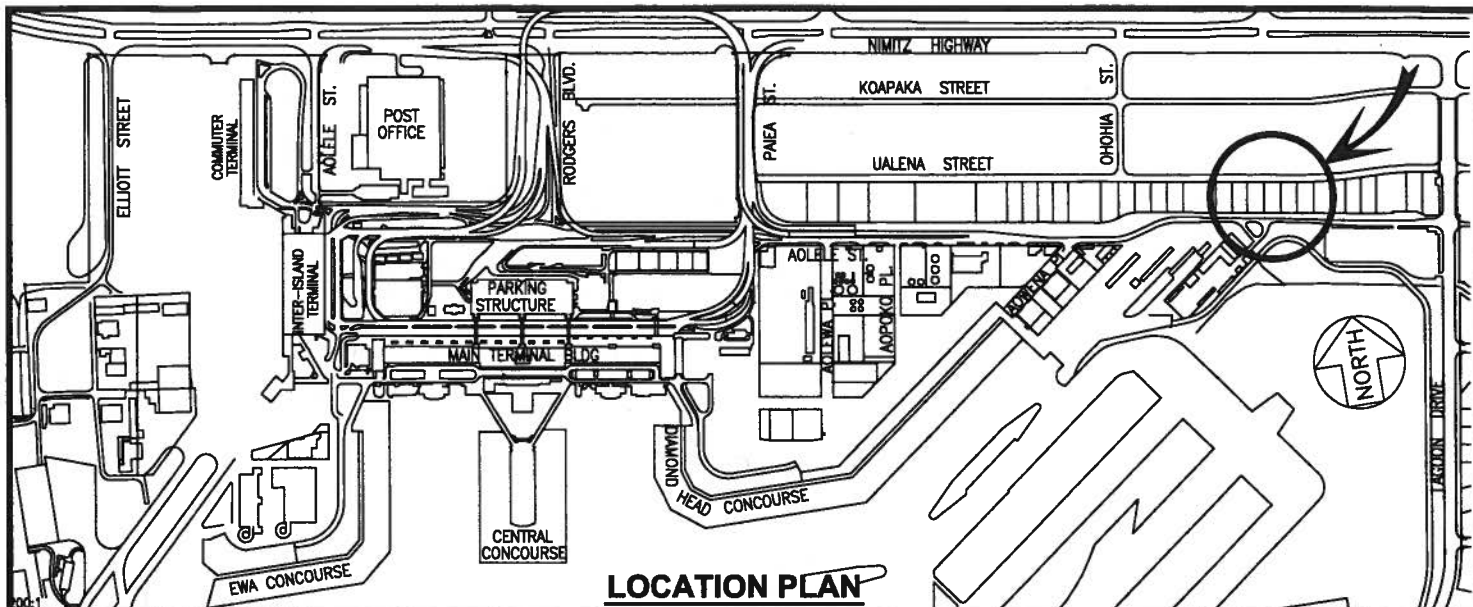 NIMITZ HIGHWAY
KOAPAKA STREET
UALENA STREET
ELLIOTT STREET
COMMUTER
TERMINAL
AOLELE ST.
POST
OFFICE
RODGERS BLVD.
PAIEA ST.
OHOHIA ST.
INTER-ISLAND
TERMINAL
PARKING
STRUCTURE
MAIN TERMINAL BLDG
AOLELE ST.
AOLEWA PL.
AOPOKO PL.
AOWENA PL.
NORTH
LAGOON DRIVE
DIAMOND
HEAD CONCOURSE
CENTRAL
CONCOURSE
EWA CONCOURSE
LOCATION PLAN